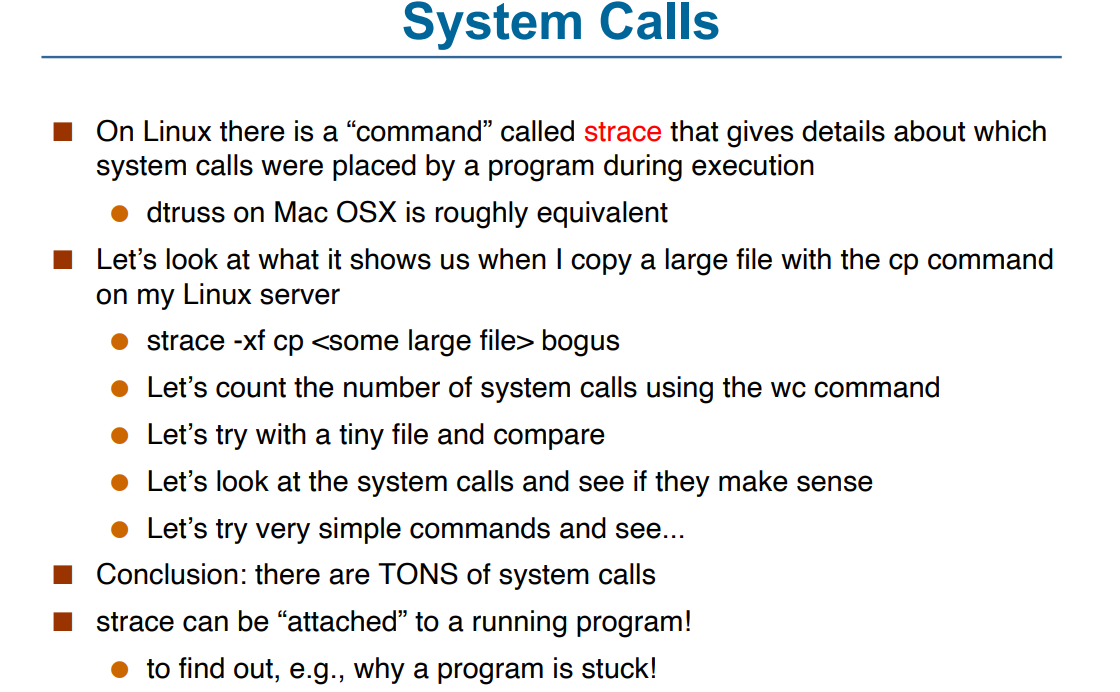 System Calls
On Linux there is a “command” called strace that gives details about which
system calls were placed by a program during execution
dtruss on Mac OSX is roughly equivalent
Let’s look at what it shows us when I copy a large file with the cp command
on my Linux server
strace -xf cp <some large file> bogus
Let’s count the number of system calls using the wc command
Let’s try with a tiny file and compare
Let’s look at the system calls and see if they make sense
Let’s try very simple commands and see...
Conclusion: there are TONS of system calls
strace can be “attached” to a running program!
to find out, e.g., why a program is stuck!